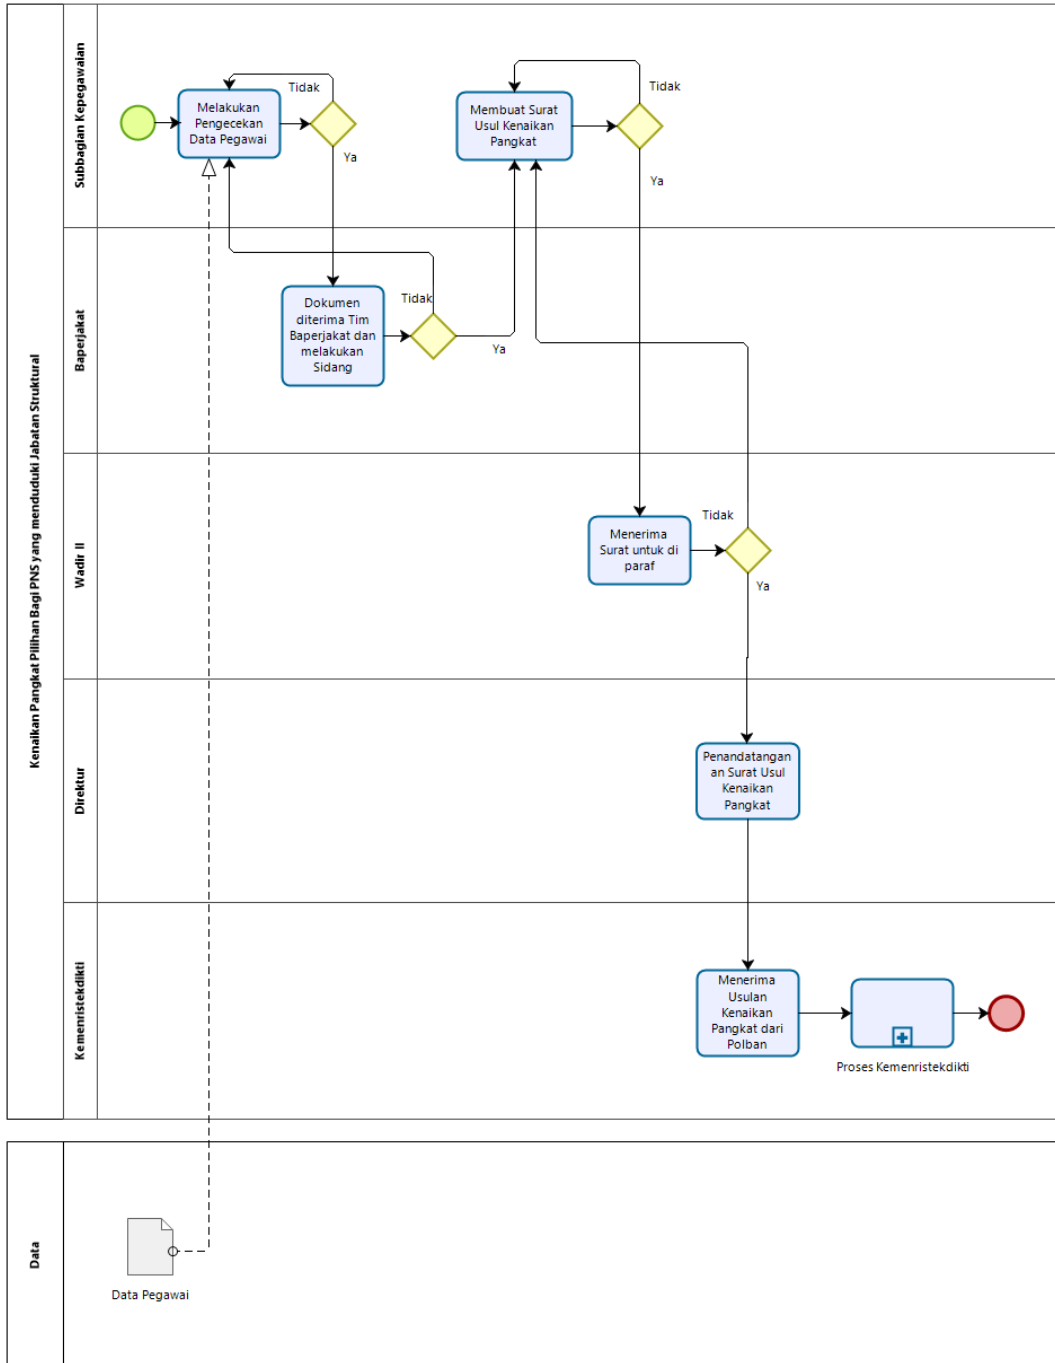 Kenaikan Pangkat Pilihan Bagi PNS yang menduduki Jabatan Struktural
Subbagian Kepegawaian
Melakukan
Pengecekan
Data Pegawai
Tidak
Ya
Membuat Surat
Usul Kenaikan
Pangkat
Tidak
Ya
Baperjakat
Dokumen
diterima Tim
Baperjakat dan
melakukan
Sidang
Tidak
Ya
Wadir II
Menerima
Surat untuk di
paraf
Tidak
Ya
Direktur
Penandatangan
an Surat Usul
Kenaikan
Pangkat
Kemenristekdikti
Menerima
Usulan
Kenaikan
Pangkat dari
Polban
Proses Kemenristekdikti
Data
Data Pegawai